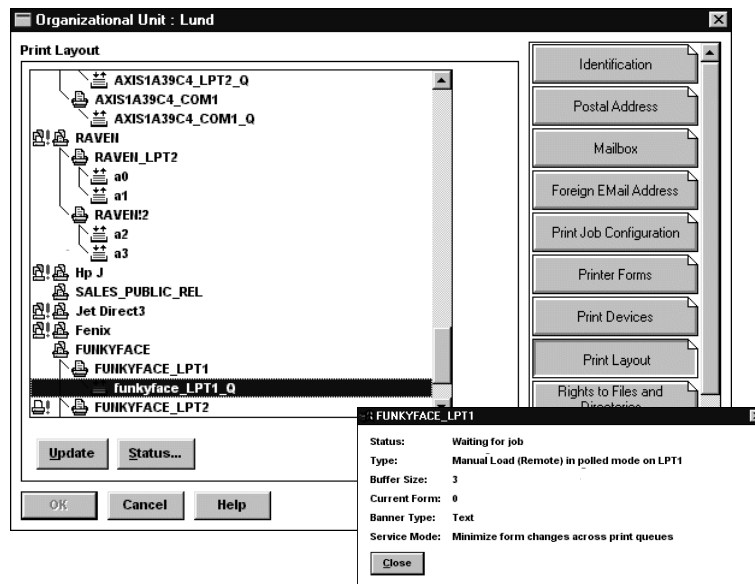 Organizational Unit : Lund
Print Layout
AXIS1A39C4_LPT2_Q
AXIS1A39C4_COM1
AXIS1A39C4_COM1_Q
RAVEN
RAVEN_LPT2
a0
a1
RAVEN!2
a2
a3
Hp J
SALES_PUBLIC_REL
Jet Direct3
Fenix
FUNKYFACE
FUNKYFACE_LPT1
funkyface_LPT1_Q
FUNKYFACE_LPT2
Update
Status...
OK
Cancel
Help
Identification
Postal Address
Mailbox
Foreign EMail Address
Print Job Configuration
Printer Forms
Print Devices
Print Layout
Rights to Files and
Directories
FUNKYFACE_LPT1
Status: Waiting for job
Type: Manual Load (Remote) in polled mode on LPT1
Buffer Size: 3
Current Form: 0
Banner Type: Text
Service Mode: Minimize form changes across print queues
Close